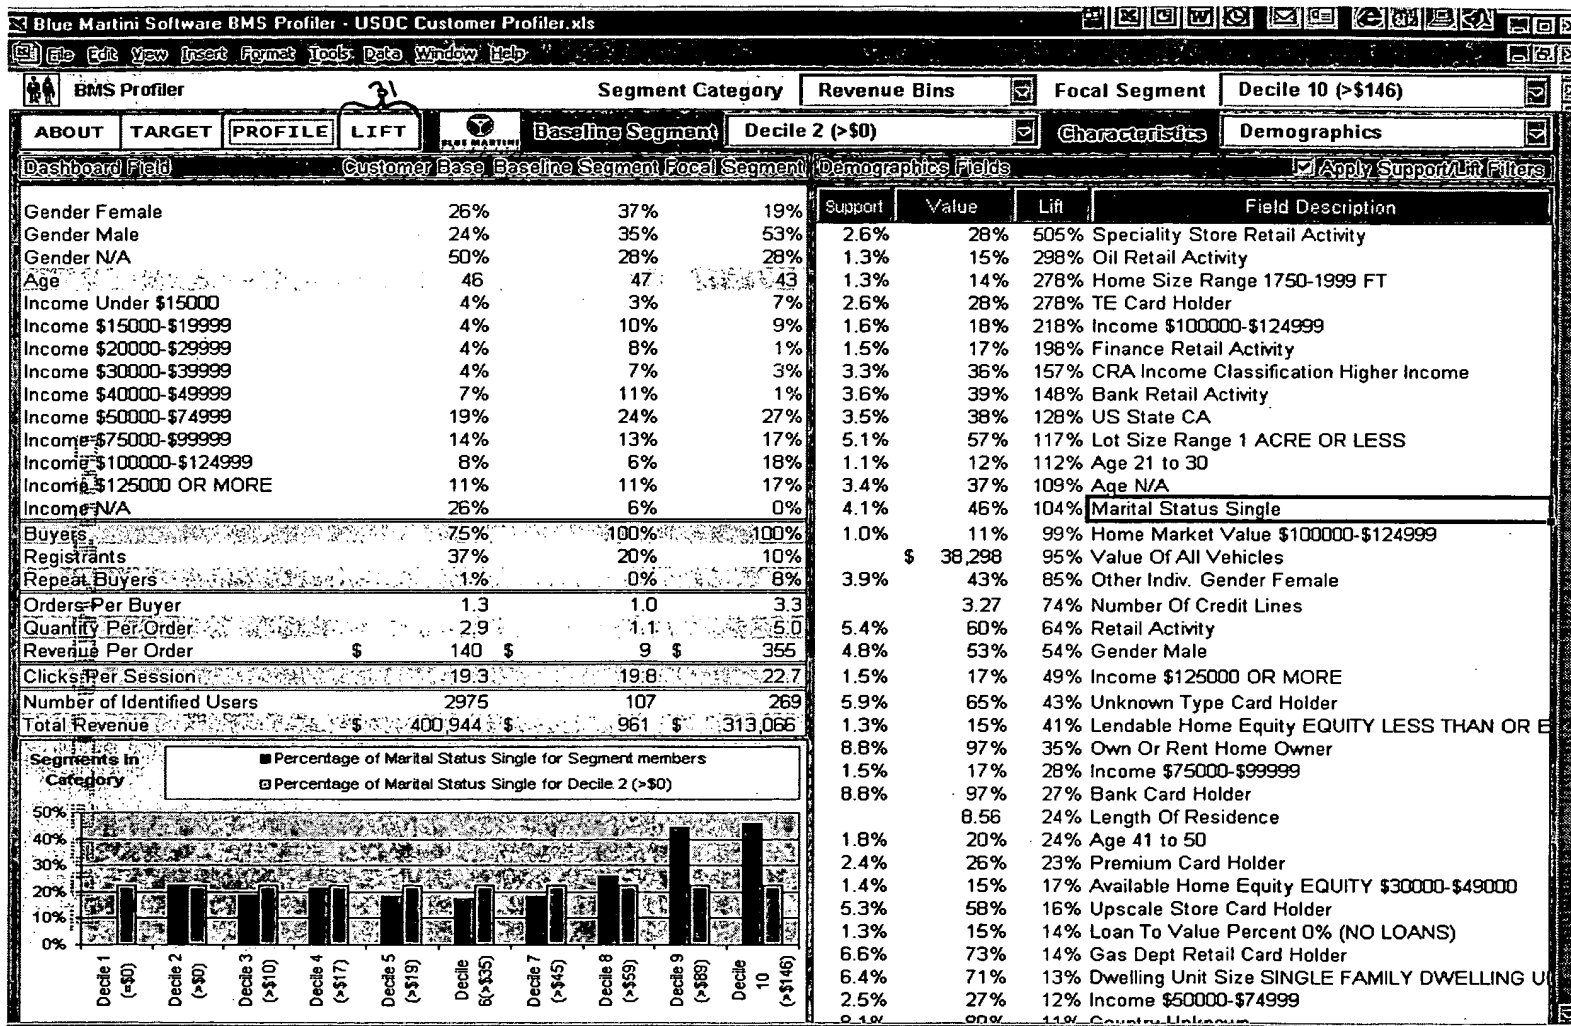 Blue Martini Software BMS Profiler - USOC Customer Profiler.xls
File Edit View Insert Format Tools Data Window Help
BMS Profiler 31 Segment Category Revenue Bins Focal Segment Decile 10 (>$146)
ABOUT TARGET PROFILE LIFT BLUE MARTINI Baseline Segment Decile 2 (>$0) Characteristics Demographics
Dashboard Field Customer Base Baseline Segment Focal Segment
Gender Female 26% 37% 19%
Gender Male 24% 35% 53%
Gender N/A 50% 28% 28%
Age 46 47 43
Income Under $15000 4% 3% 7%
Income $15000-$19999 4% 10% 9%
Income $20000-$29999 4% 8% 1%
Income $30000-$39999 4% 7% 3%
Income $40000-$49999 7% 11% 1%
Income $50000-$74999 19% 24% 27%
Income $75000-$99999 14% 13% 17%
Income $100000-$124999 8% 6% 18%
Income $125000 OR MORE 11% 11% 17%
Income N/A 26% 6% 0%
Buyers 75% 100% 100%
Registrants 37% 20% 10%
Repeat Buyers 1% 0% 8%
Orders Per Buyer 1.3 1.0 3.3
Quantity Per Order 2.9 1.1 5.0
Revenue Per Order $ 140 $ 9 $ 355
Clicks Per Session 19.3 19.8 22.7
Number of Identified Users 2975 107 269
Total Revenue $ 400,944 $ 961 $ 313,066
Segments In Category
Percentage of Marital Status Single for Segment members
Percentage of Marital Status Single for Decile 2 (>$0)
50%
40%
30%
20%
10%
0%
Decile 1 (=$0)
Decile 2 (>$0)
Decile 3 (>$10)
Decile 4 (>$17)
Decile 5 (>$19)
Decile 6(>$35)
Decile 7 (>$45)
Decile 8 (>$59)
Decile 9 (>$89)
Decile 10 (>$146)
Demographics Fields Apply Support/Lift Filters
Support Value Lift Field Description
2.6% 28% 505% Speciality Store Retail Activity
1.3% 15% 298% Oil Retail Activity
1.3% 14% 278% Home Size Range 1750-1999 FT
2.6% 28% 278% TE Card Holder
1.6% 18% 218% Income $100000-$124999
1.5% 17% 198% Finance Retail Activity
3.3% 36% 157% CRA Income Classification Higher Income
3.6% 39% 148% Bank Retail Activity
3.5% 38% 128% US State CA
5.1% 57% 117% Lot Size Range 1 ACRE OR LESS
1.1% 12% 112% Age 21 to 30
3.4% 37% 109% Age N/A
4.1% 46% 104% Marital Status Single
1.0% 11% 99% Home Market Value $100000-$124999
$ 38,298 95% Value Of All Vehicles
3.9% 43% 85% Other Indiv. Gender Female
3.27 74% Number Of Credit Lines
5.4% 60% 64% Retail Activity
4.8% 53% 54% Gender Male
1.5% 17% 49% Income $125000 OR MORE
5.9% 65% 43% Unknown Type Card Holder
1.3% 15% 41% Lendable Home Equity EQUITY LESS THAN OR E
8.8% 97% 35% Own Or Rent Home Owner
1.5% 17% 28% Income $75000-$99999
8.8% 97% 27% Bank Card Holder
8.56 24% Length Of Residence
1.8% 20% 24% Age 41 to 50
2.4% 26% 23% Premium Card Holder
1.4% 15% 17% Available Home Equity EQUITY $30000-$49000
5.3% 58% 16% Upscale Store Card Holder
1.3% 15% 14% Loan To Value Percent 0% (NO LOANS)
6.6% 73% 14% Gas Dept Retail Card Holder
6.4% 71% 13% Dwelling Unit Size SINGLE FAMILY DWELLING U
2.5% 27% 12% Income $50000-$74999